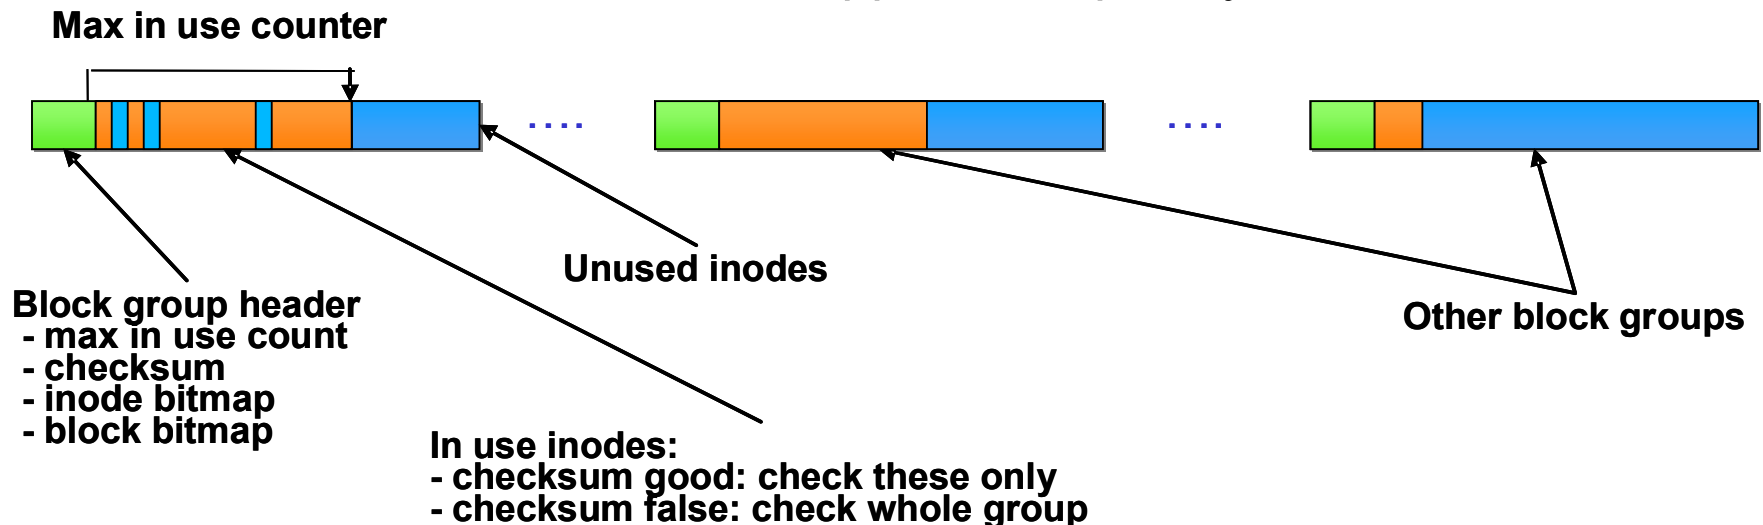 Max in use counter
....
....
Unused inodes
Block group header
- max in use count
- checksum
- inode bitmap
- block bitmap
Other block groups
In use inodes:
- checksum good: check these only
- checksum false: check whole group